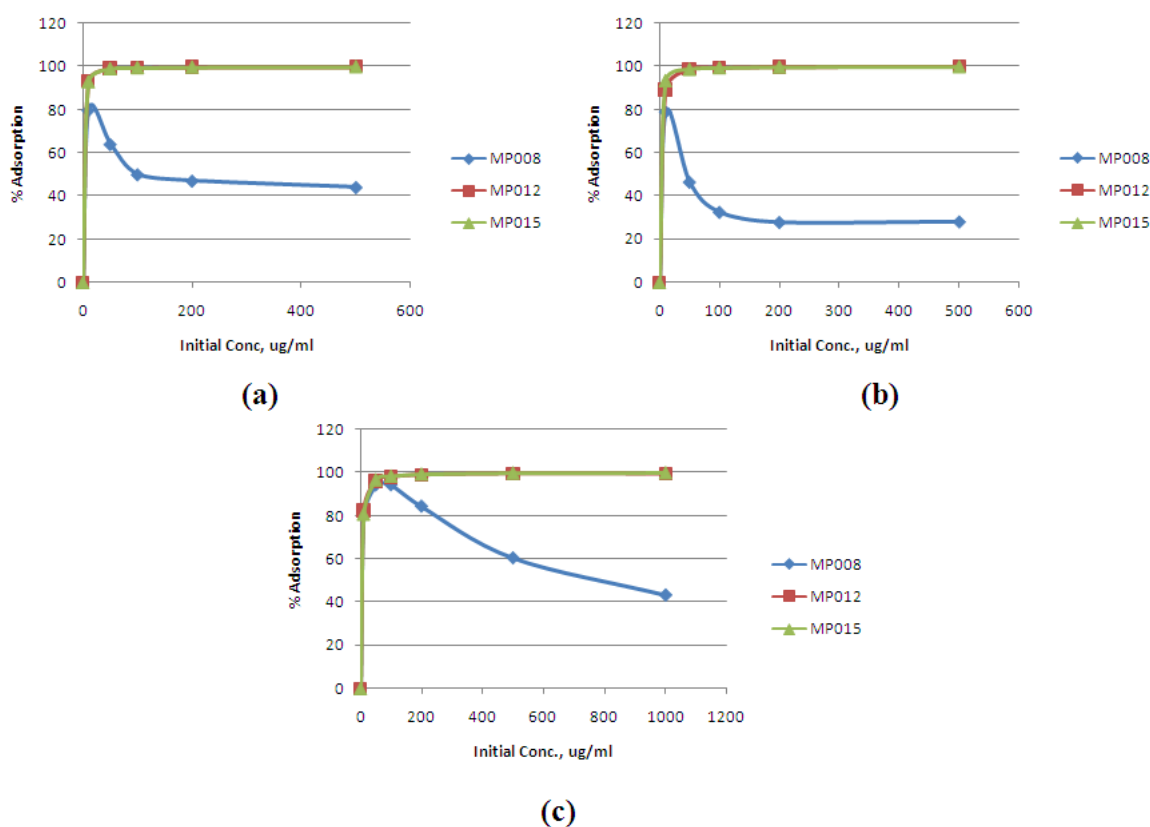 120
100
80
60
40
20
0
% Adsorption
0
200
400
600
Initial Conc, ug/ml
MP008
MP012
MP015
(a)
120
100
80
60
40
20
0
% Adsorption
0
100
200
300
400
500
600
Initial Conc., ug/ml
MP008
MP012
MP015
(b)
120
100
80
60
40
20
0
% Adsorption
0
200
400
600
800
1000
1200
Initial Conc., ug/ml
MP008
MP012
MP015
(c)